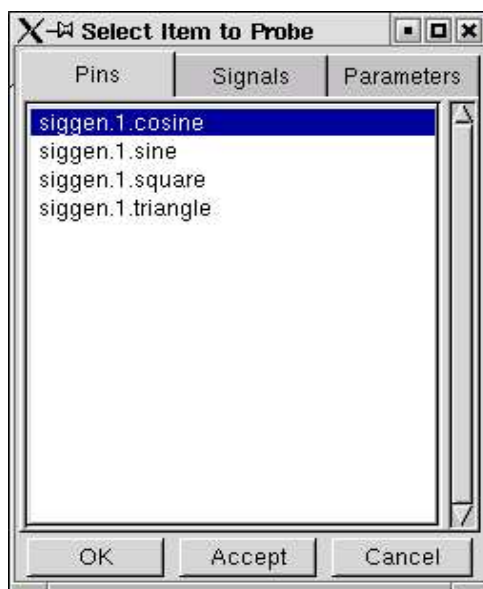 Select Item to Probe
Pins Signals Parameters
siggen.1.cosine
siggen.1.sine
siggen.1.square
siggen.1.triangle
OK Accept Cancel